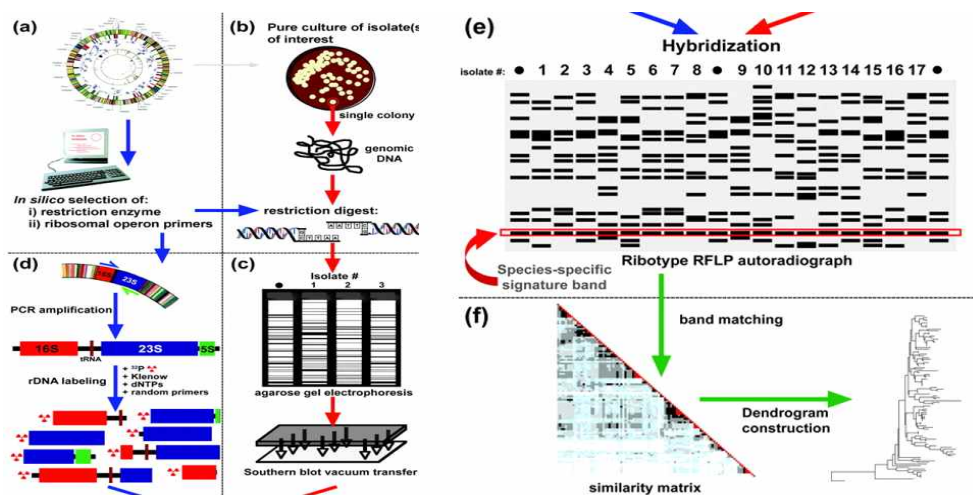 (a)
In silico selection of:
i) restriction enzyme
ii) ribosomal operon primers
(b) Pure culture of isolate(s
of interest
single colony
genomic
DNA
restriction digest:
(d)
16S
23S
PCR amplification
16S
tRNA
23S
5S
rDNA labeling
32P
Klenow
dNTPs
random primers
(c)
Isolate #
1 2 3
agarose gel electrophoresis
Southern blot vacuum transfer
(e)
Hybridization
isolate #: ● 1 2 3 4 5 6 7 8 ● 9 10 11 12 13 14 15 16 17 ●
Species-specific
signature band
Ribotype RFLP autoradiograph
(f)
band matching
Dendrogram
construction
similarity matrix